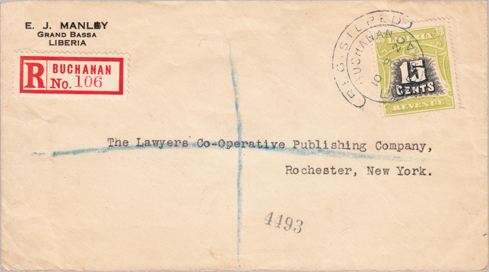 E. J. MANLEY
GRAND BASSA
LIBERIA
R BUCHANAN
No. 106
REGISTERED
BUCHANAN
LIBERIA
15
CENTS
REVENUE
The Lawyers Co-Operative Publishing Company,
Rochester, New York.
4493